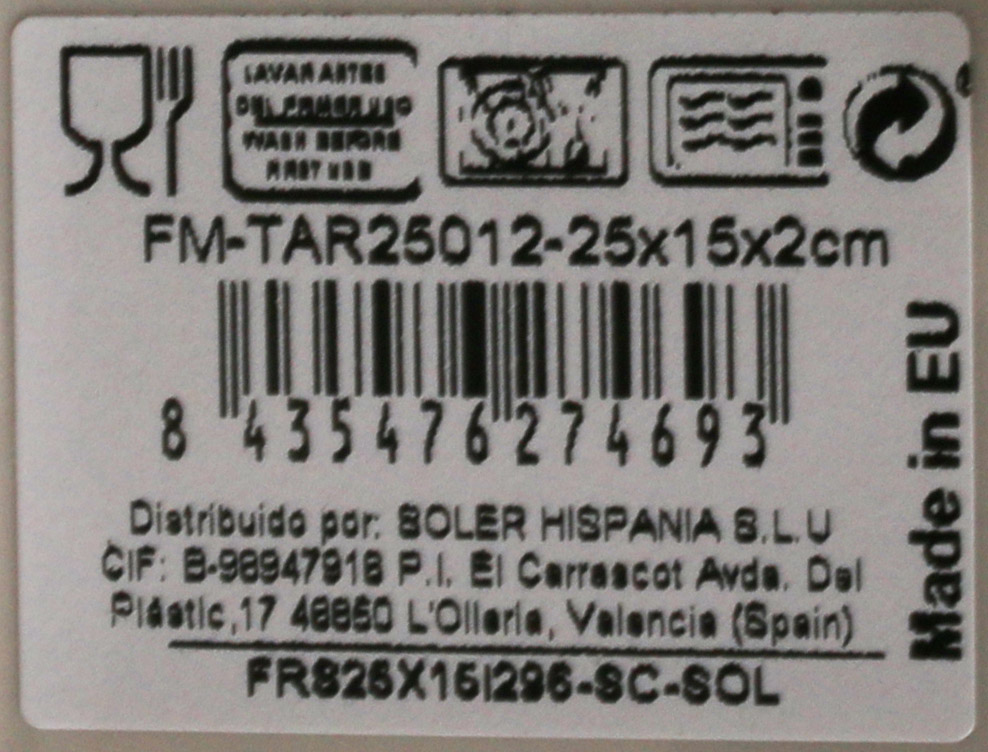 LAVAR ANTES
DEL PRIMER USO
WASH BEFORE
FIRST USE
FM-TAR25012-25x15x2cm
8 435476 274693
Made in EU
Distribuido por: SOLER HISPANIA S.L.U
CIF: B-98947918 P.I. El Carrascot Avda. Del
Plástic,17 46850 L'Olleria, Valencia (Spain)
FRS25X15I296-SC-SOL